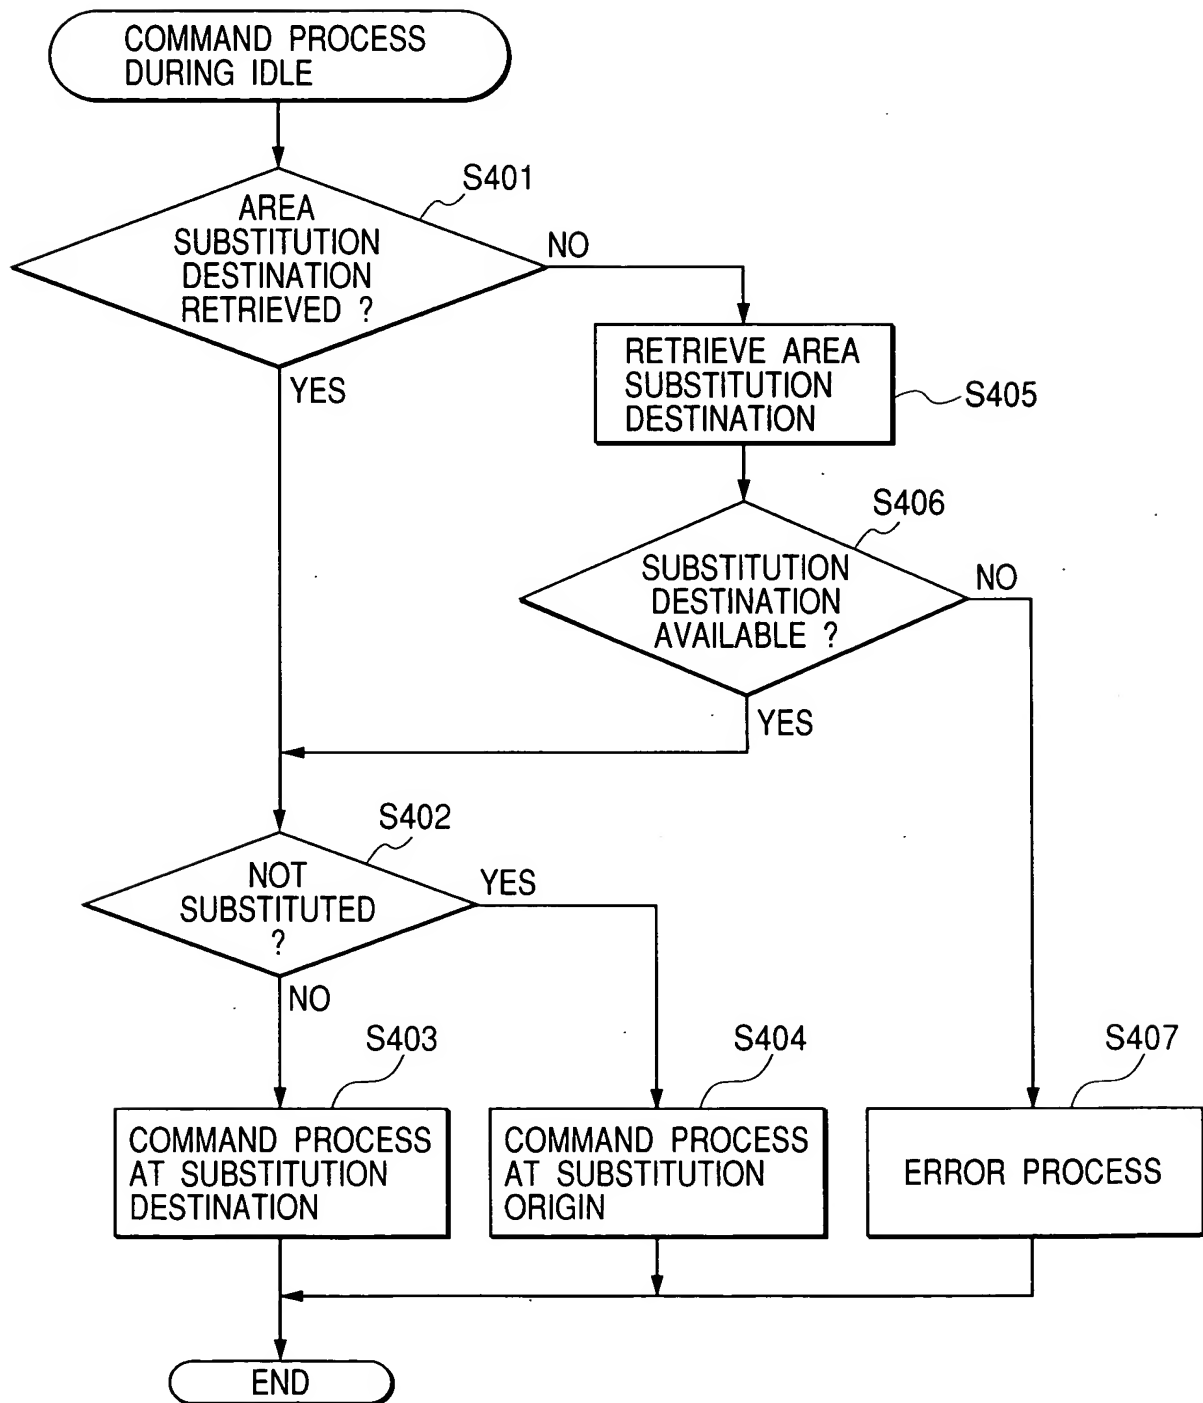 COMMAND PROCESS
DURING IDLE
S401
AREA
SUBSTITUTION
DESTINATION
RETRIEVED ?
NO
YES
RETRIEVE AREA
SUBSTITUTION
DESTINATION
S405
S406
SUBSTITUTION
DESTINATION
AVAILABLE ?
NO
YES
S402
NOT
SUBSTITUTED
?
YES
NO
S403
S404
S407
COMMAND PROCESS
AT SUBSTITUTION
DESTINATION
COMMAND PROCESS
AT SUBSTITUTION
ORIGIN
ERROR PROCESS
END